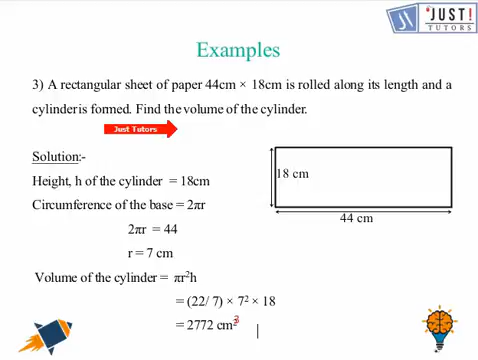 'JUST!
TUTORS
Examples
3) A rectangular sheet of paper 44cm × 18cm is rolled along its length and a
cylinder is formed. Find the volume of the cylinder.
Just Tutors
Solution:-
Height, h of the cylinder = 18cm
Circumference of the base = 2πr
2πr = 44
r = 7 cm
Volume of the cylinder = πr²h
= (22/ 7) × 7² × 18
= 2772 cm³
18 cm
44 cm